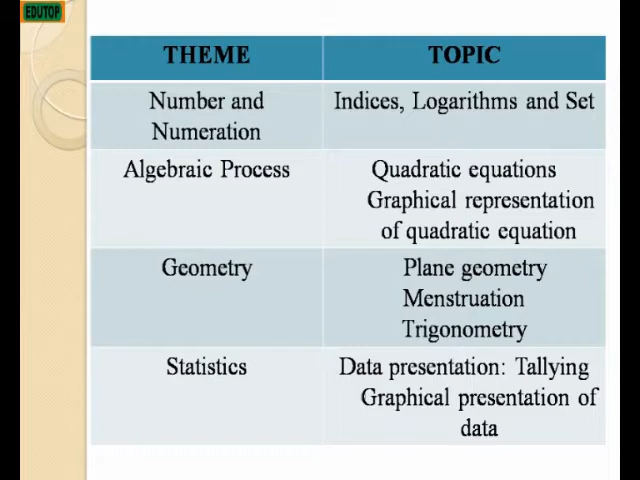 EDUTOP
THEME TOPIC
Number and Numeration Indices, Logarithms and Set
Algebraic Process Quadratic equations
Graphical representation
of quadratic equation
Geometry Plane geometry
Menstruation
Trigonometry
Statistics Data presentation: Tallying
Graphical presentation of
data